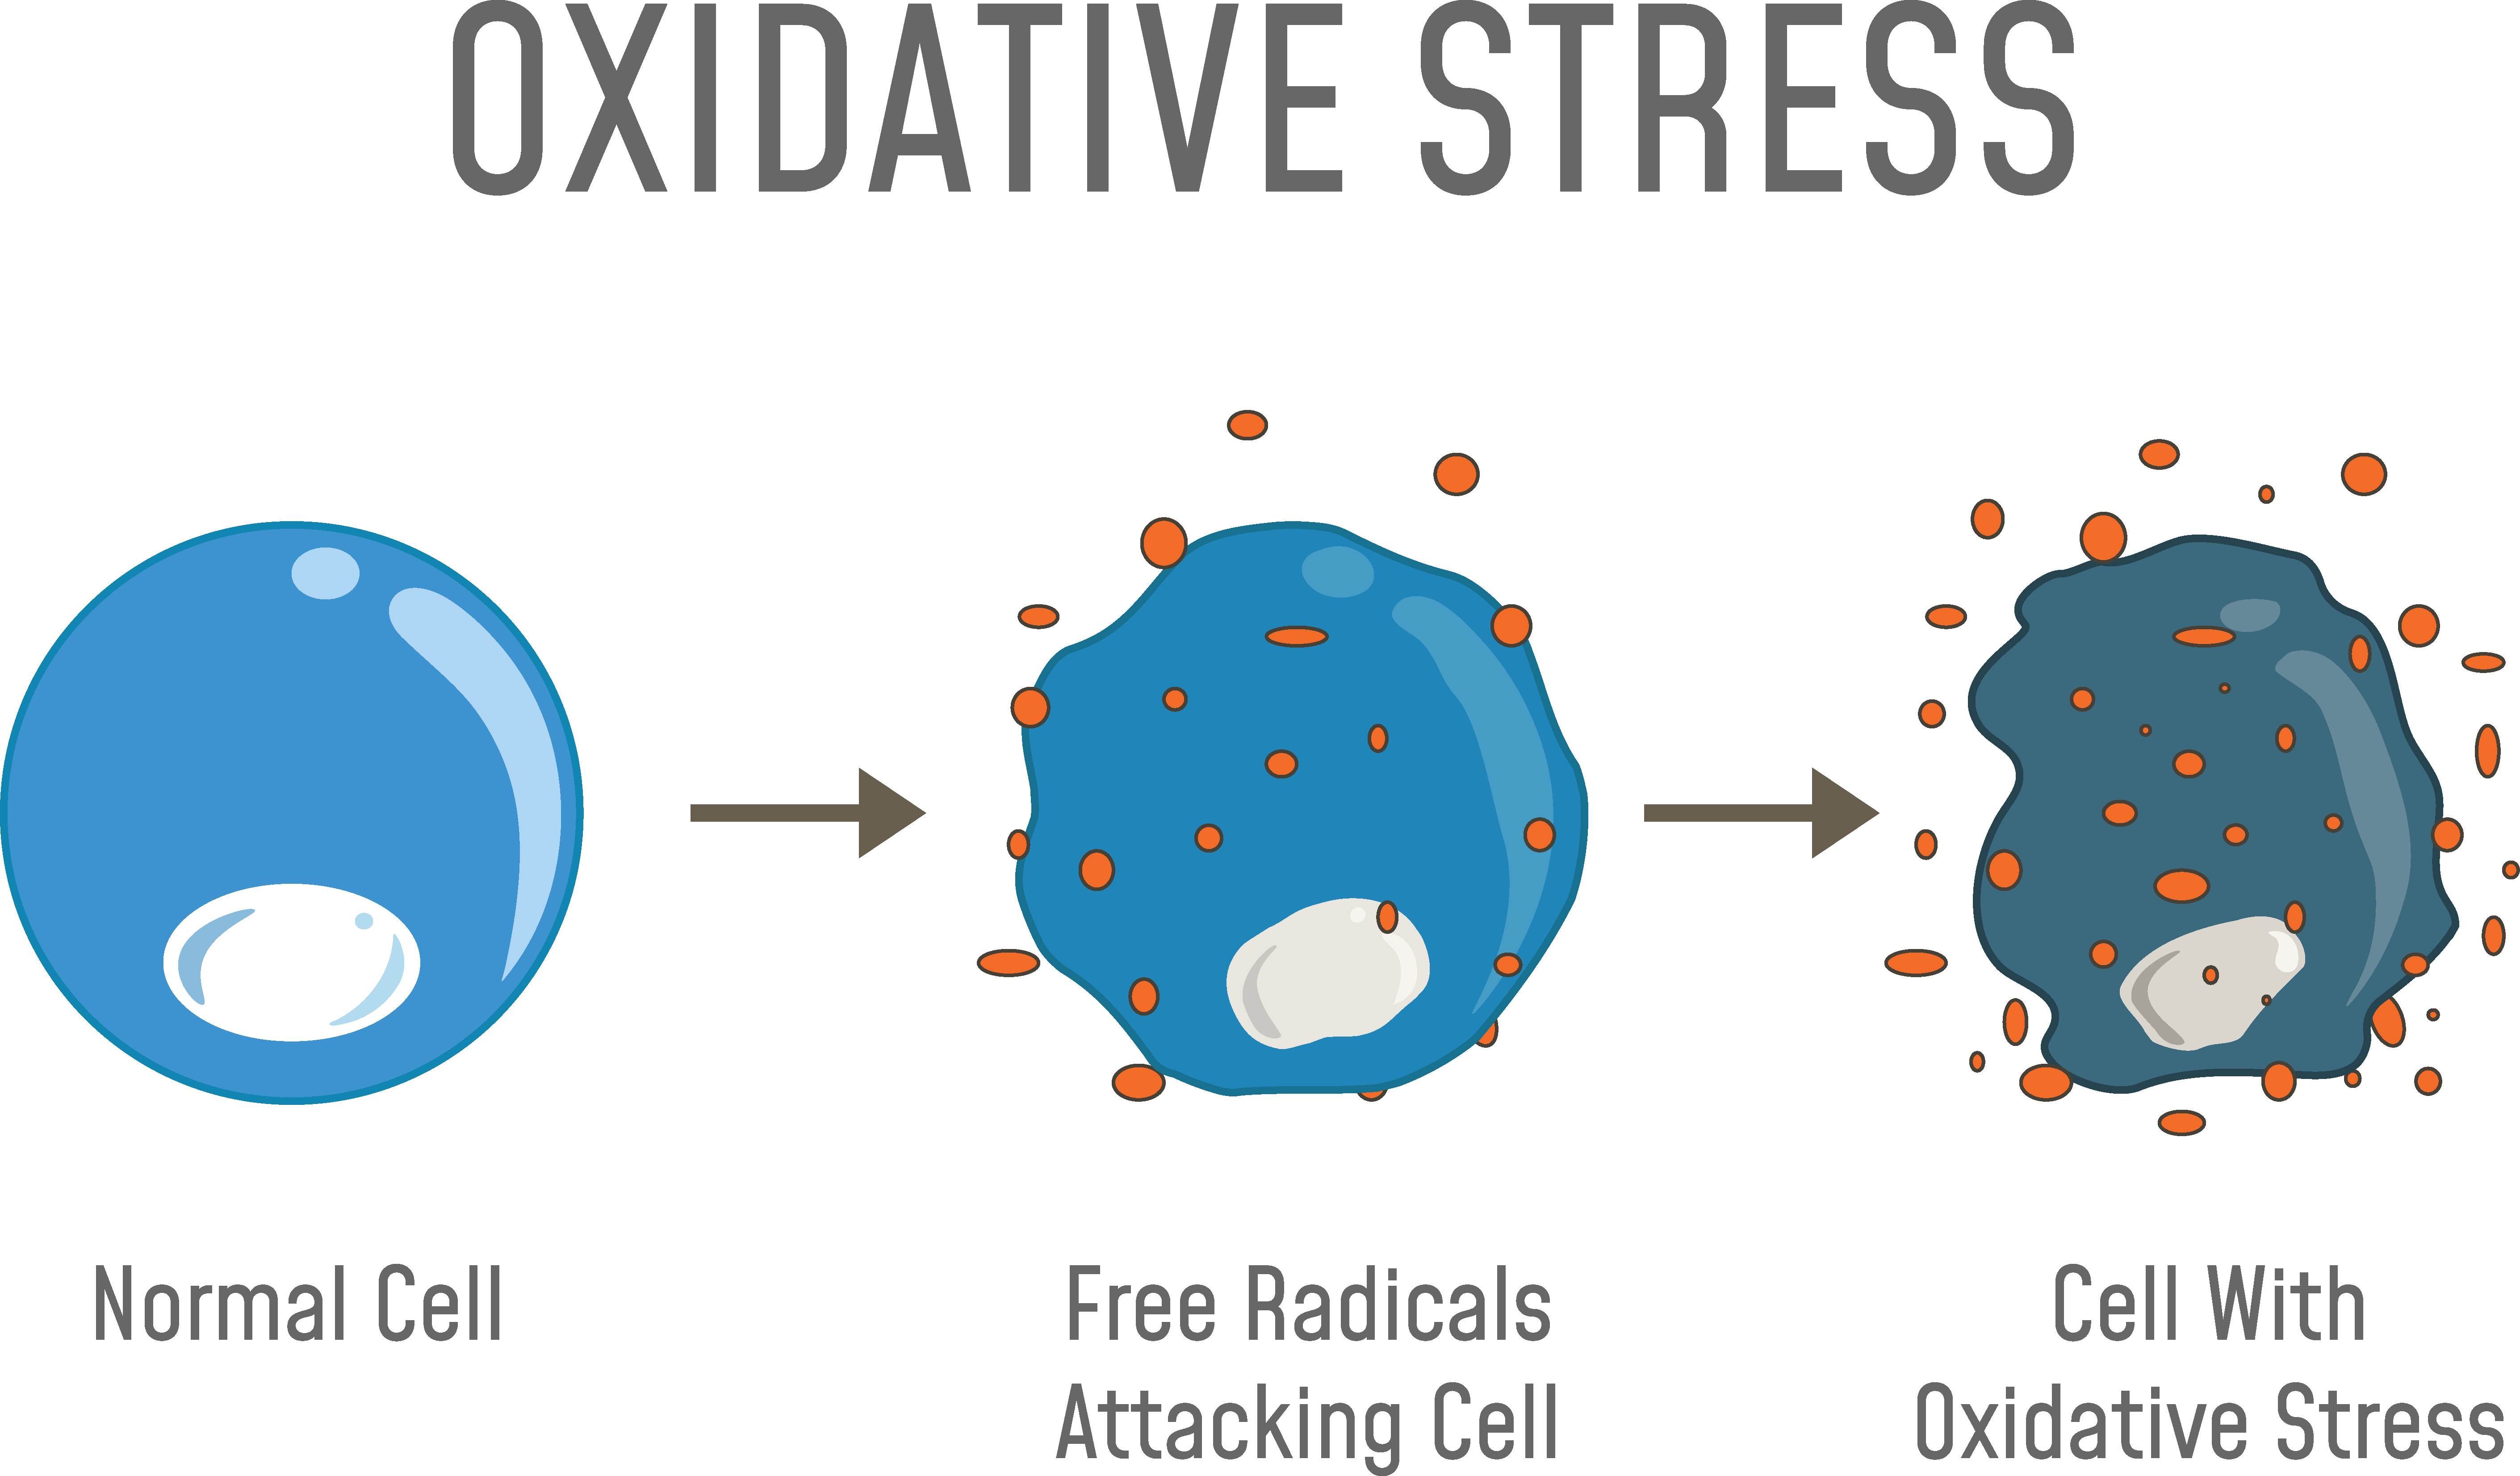 OXIDATIVE STRESS
Normal Cell
Free Radicals
Attacking Cell
Cell With
Oxidative Stress